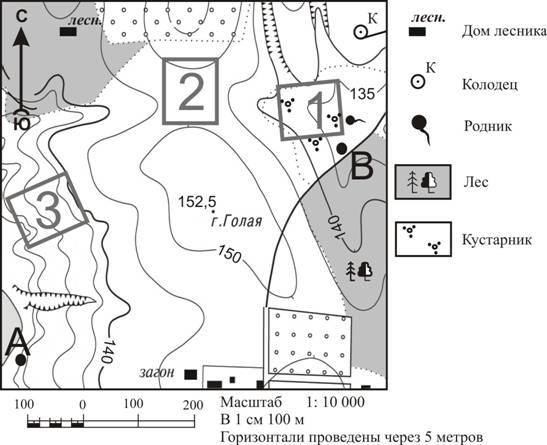 С
лесн.
К
лесн.
Дом лесника
2
1
135
К
Колодец
Ю
Родник
В
3
152,5
г. Голая
Лес
140
150
Кустарник
А
140
загон
100 0 100 200
Масштаб 1: 10 000
В 1 см 100 м
Горизонтали проведены через 5 метров